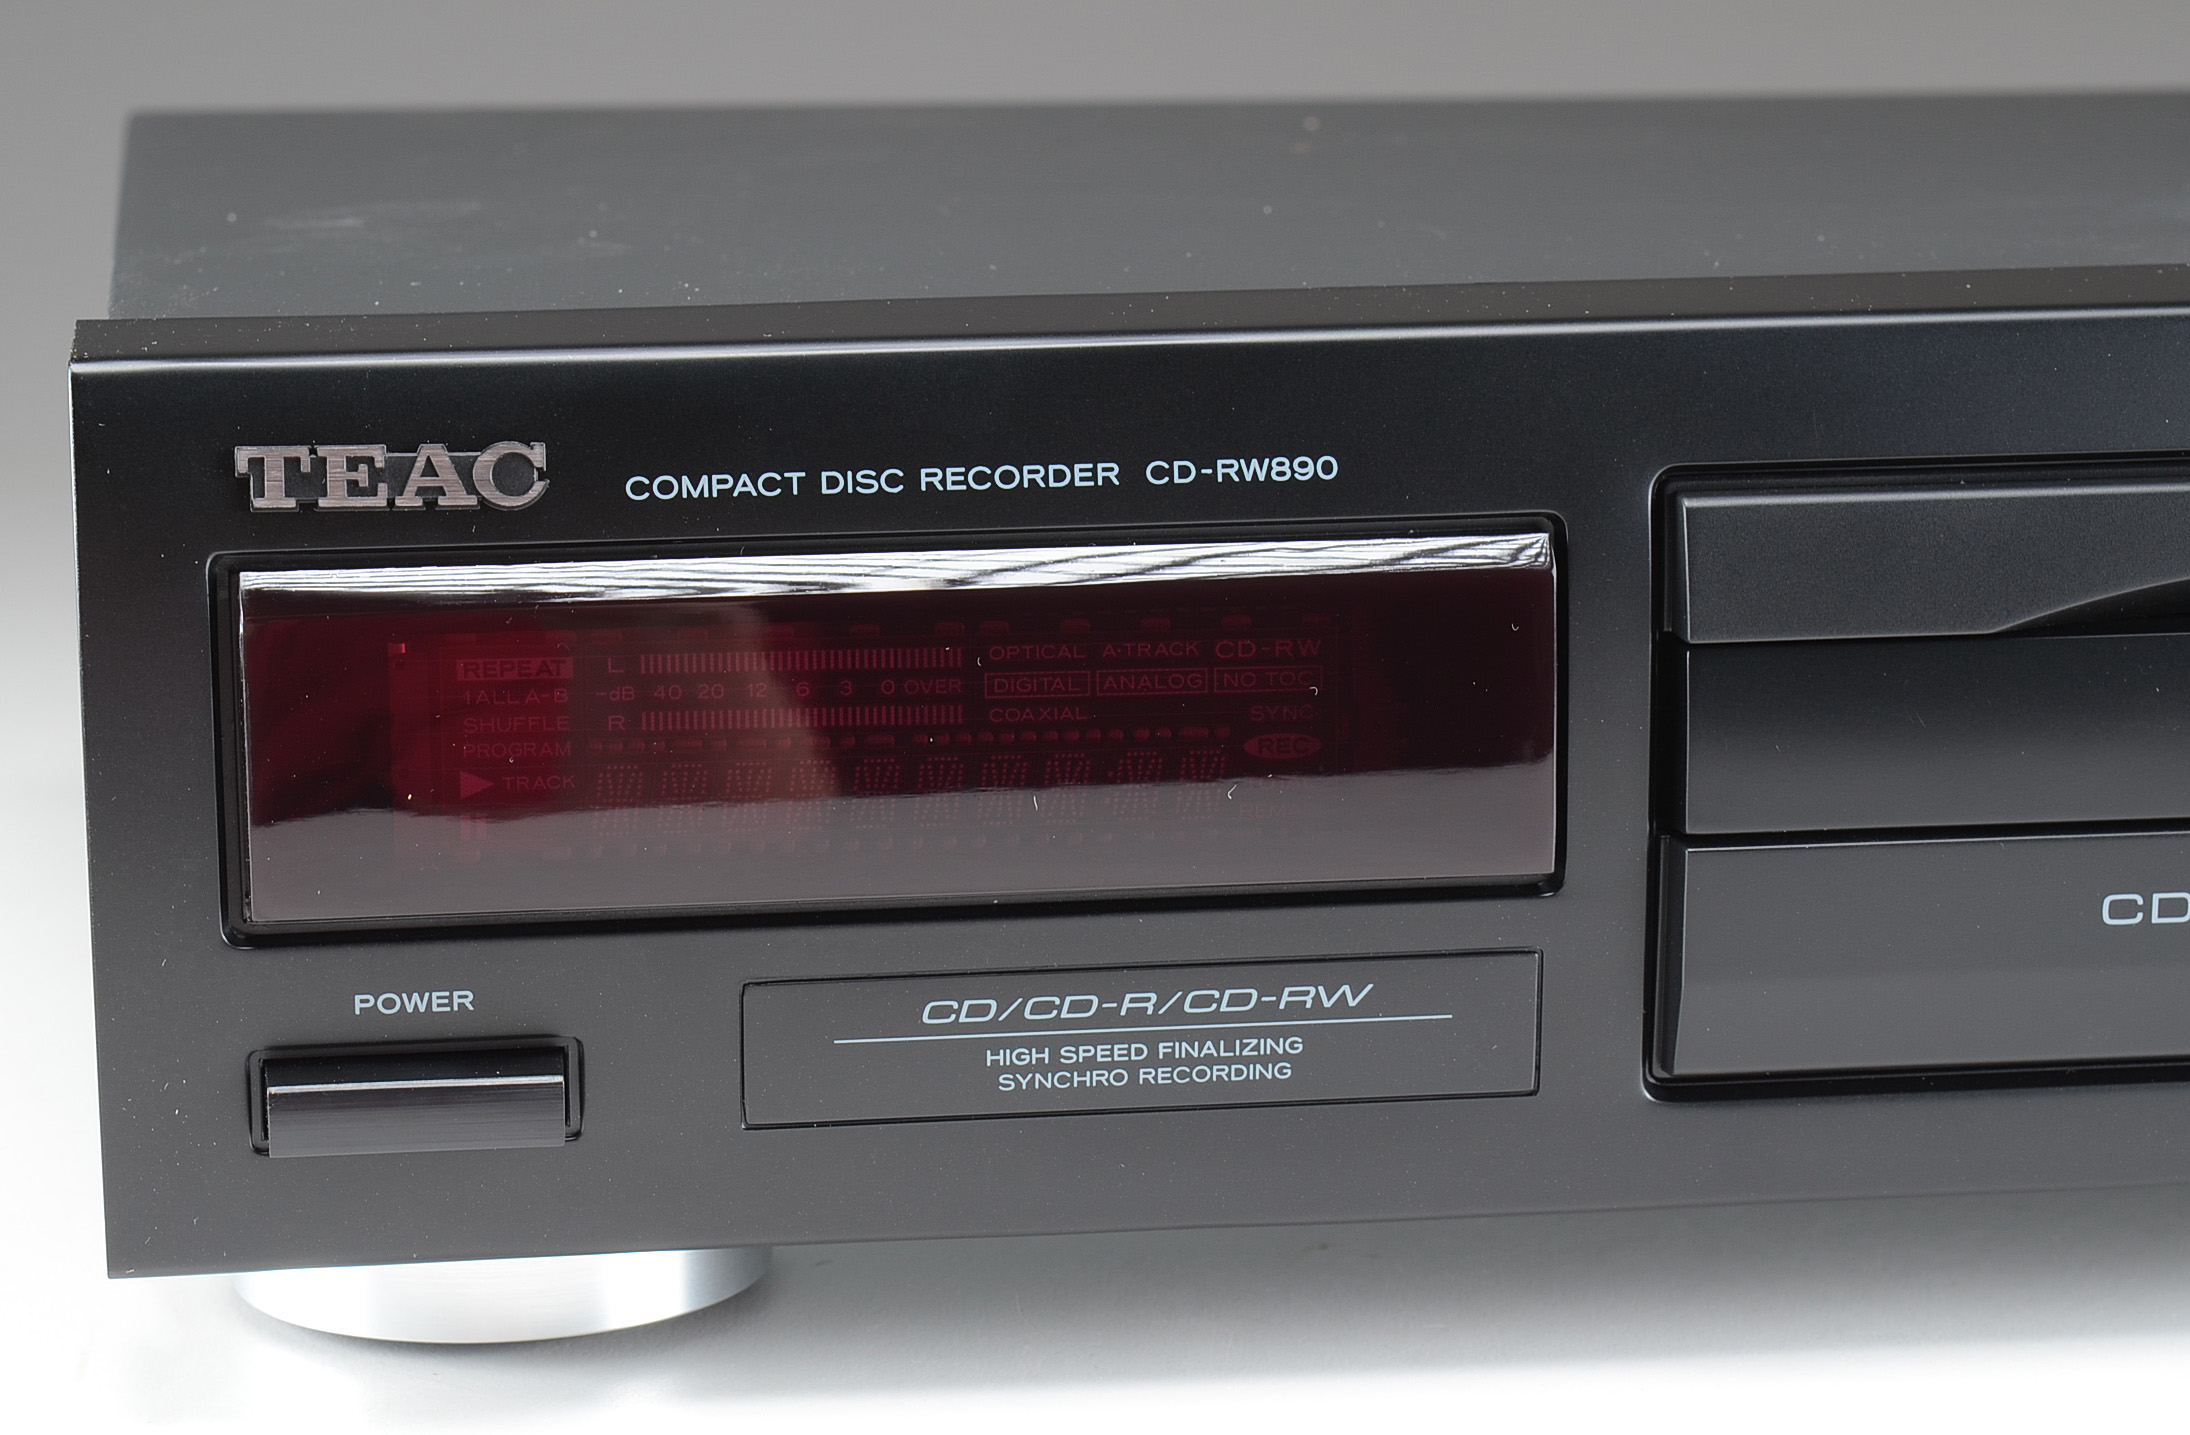 TEAC
COMPACT DISC RECORDER CD-RW890
REPEAT L OPTICAL A·TRACK CD-RW
1ALLA-B -dB 40 20 12 6 3 0 OVER DIGITAL ANALOG NO TOC
SHUFFLE R COAXIAL SYNC
PROGRAM REC
TRACK
CD
POWER
CD/CD-R/CD-RW
HIGH SPEED FINALIZING
SYNCHRO RECORDING